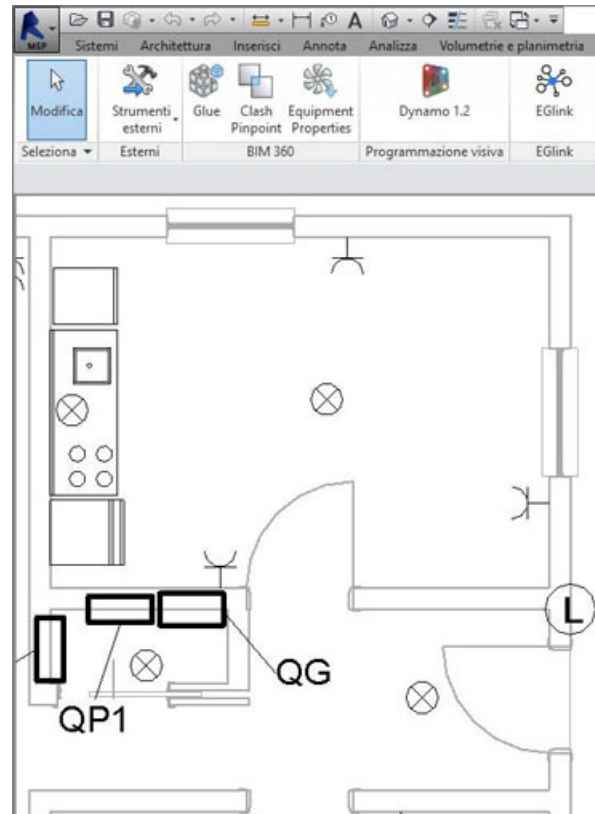 A
MEP
Sistemi Architettura Inserisci Annota Analizza Volumetrie e planimetria
Modifica
Strumenti esterni
Glue
Clash Pinpoint
Equipment Properties
Dynamo 1.2
EGlink
Seleziona
Esterni
BIM 360
Programmazione visiva
EGlink
L
QG
QP1